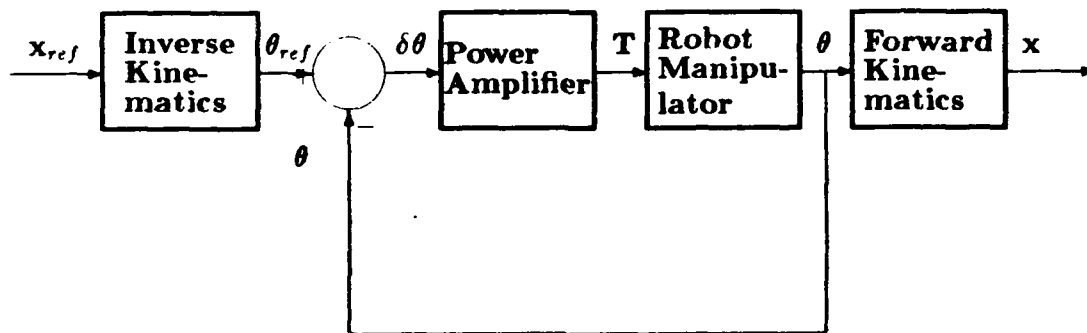 x_ref
Inverse
Kine-
matics
θ_ref
+
−
θ
δθ
Power
Amplifier
T
Robot
Manipu-
lator
θ
Forward
Kine-
matics
x